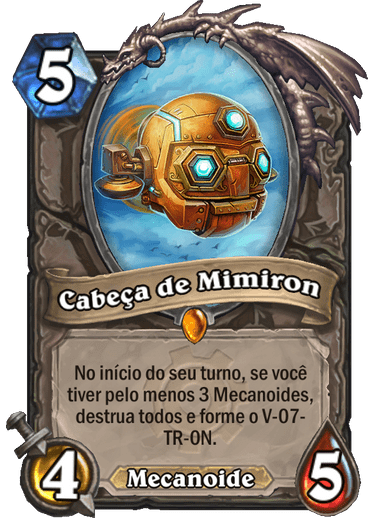 5
Cabeça de Mimiron
No início do seu turno, se você
tiver pelo menos 3 Mecanoides,
destrua todos e forme o V-07-
TR-0N.
4
Mecanoide
5